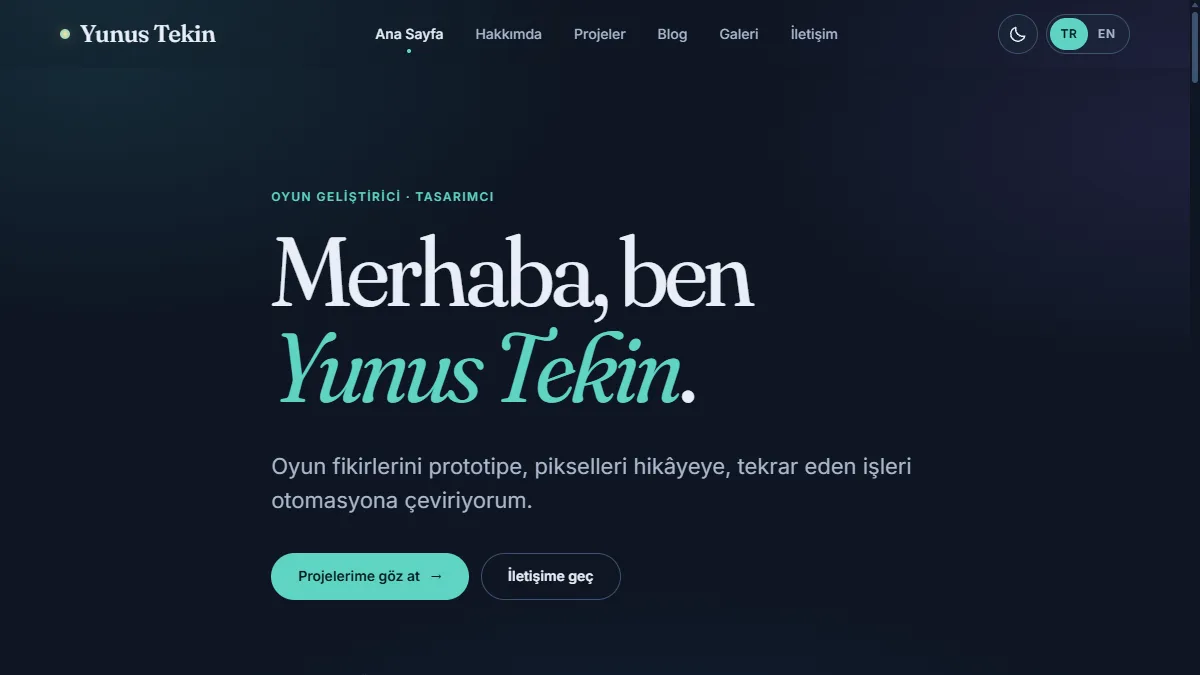 Yunus Tekin
Ana Sayfa
Hakkımda
Projeler
Blog
Galeri
İletişim
TR
EN
OYUN GELİŞTİRİCİ · TASARIMCI
Merhaba, ben
Yunus Tekin.
Oyun fikirlerini prototipe, pikselleri hikâyeye, tekrar eden işleri
otomasyona çeviriyorum.
Projelerime göz at →
İletişime geç